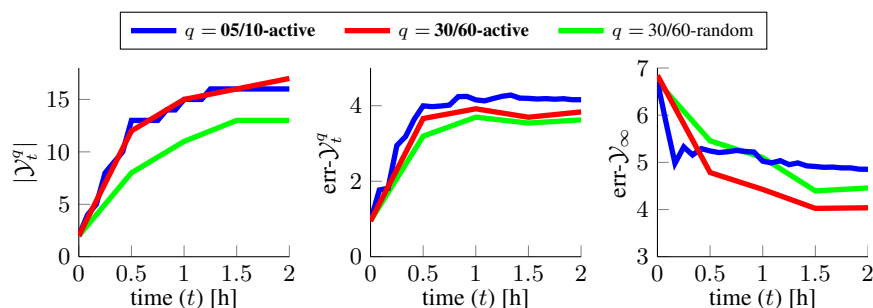 q = 05/10-active q = 30/60-active q = 30/60-random
|𝒴_t^q|
15
10
5
0
0 0.5 1 1.5 2
time (t) [h]
err-𝒴_t^q
4
2
0
0 0.5 1 1.5 2
time (t) [h]
err-𝒴_∞
7
6
5
4
3
0 0.5 1 1.5 2
time (t) [h]